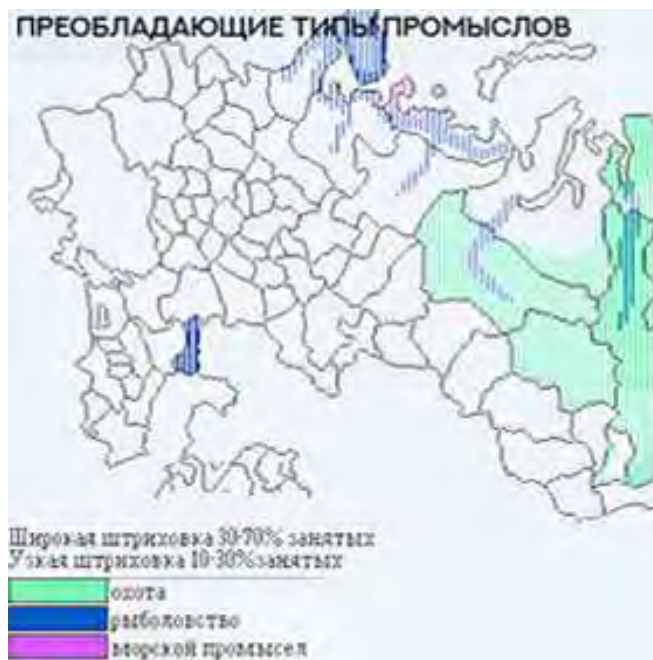 ПРЕОБЛАДАЮЩИЕ ТИПЫ ПРОМЫСЛОВ
Широкая штриховка 30-70% занятых
Узкая штриховка 10-30%занятых
охота
рыболовство
морской промысел